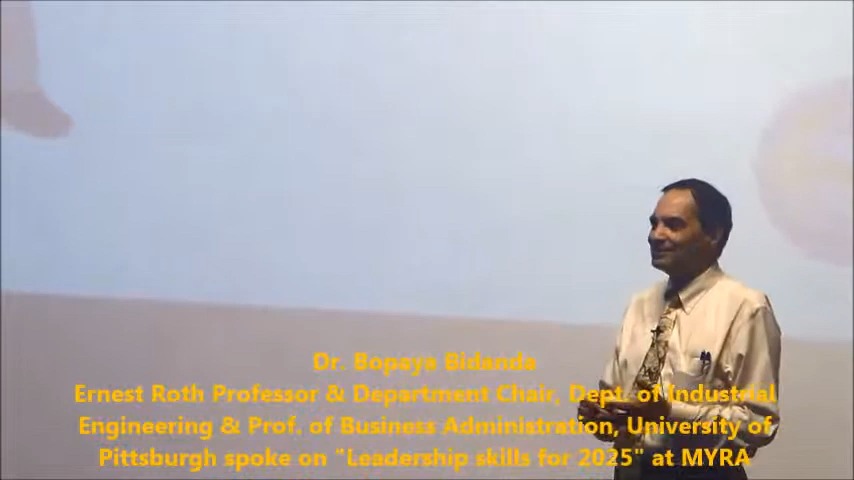 Dr. Bopaya Bidanda
Ernest Roth Professor & Department Chair, Dept. of Industrial
Engineering & Prof. of Business Administration, University of
Pittsburgh spoke on "Leadership skills for 2025" at MYRA